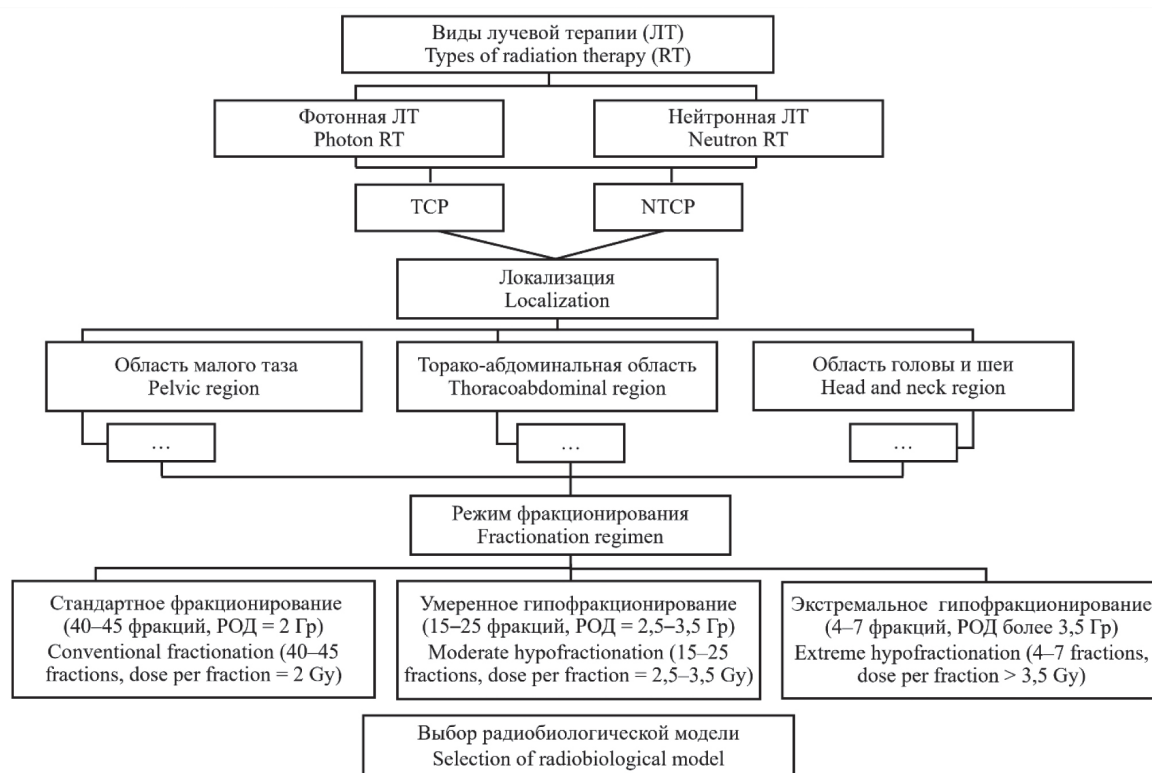 Виды лучевой терапии (ЛТ)
Types of radiation therapy (RT)
Фотонная ЛТ
Photon RT
Нейтронная ЛТ
Neutron RT
TCP
NTCP
Локализация
Localization
Область малого таза
Pelvic region
Торако-абдоминальная область
Thoracoabdominal region
Область головы и шеи
Head and neck region
...
...
...
Режим фракционирования
Fractionation regimen
Стандартное фракционирование
(40–45 фракций, РОД = 2 Гр)
Conventional fractionation (40–45
fractions, dose per fraction = 2 Gy)
Умеренное гипофракционирование
(15–25 фракций, РОД = 2,5–3,5 Гр)
Moderate hypofractionation (15–25
fractions, dose per fraction = 2,5–3,5 Gy)
Экстремальное гипофракционирование
(4–7 фракций, РОД более 3,5 Гр)
Extreme hypofractionation (4–7 fractions,
dose per fraction > 3,5 Gy)
Выбор радиобиологической модели
Selection of radiobiological model